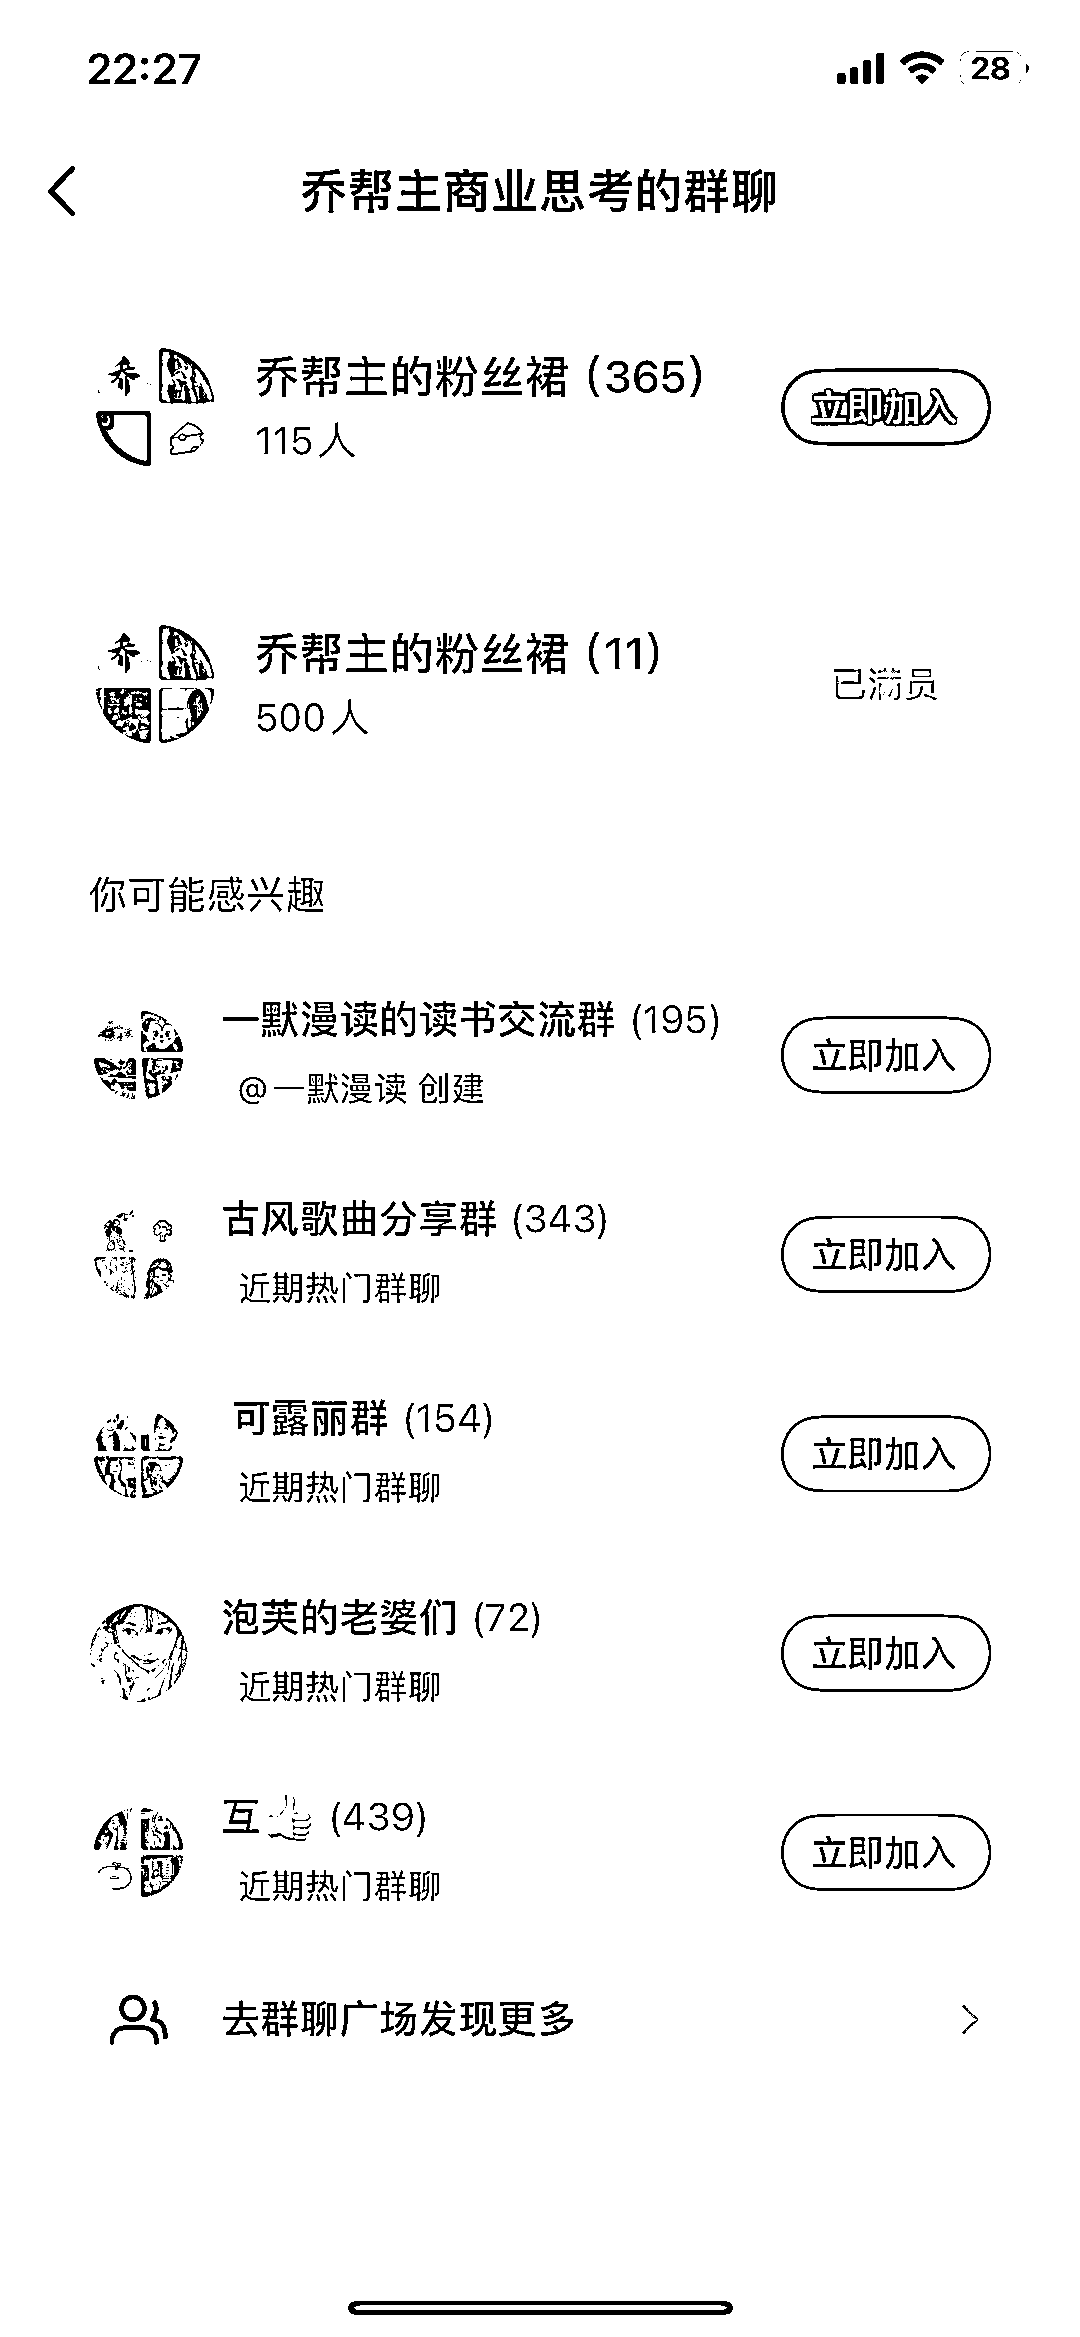 22:27
28
乔帮主商业思考的群聊
乔帮主的粉丝裙 (365)
115人
立即加入
乔帮主的粉丝裙 (11)
500人
已满员
你可能感兴趣
一默漫读的读书交流群 (195)
@一默漫读 创建
立即加入
古风歌曲分享群 (343)
近期热门群聊
立即加入
可露丽群 (154)
近期热门群聊
立即加入
泡芙的老婆们 (72)
近期热门群聊
立即加入
互👍 (439)
近期热门群聊
立即加入
去群聊广场发现更多